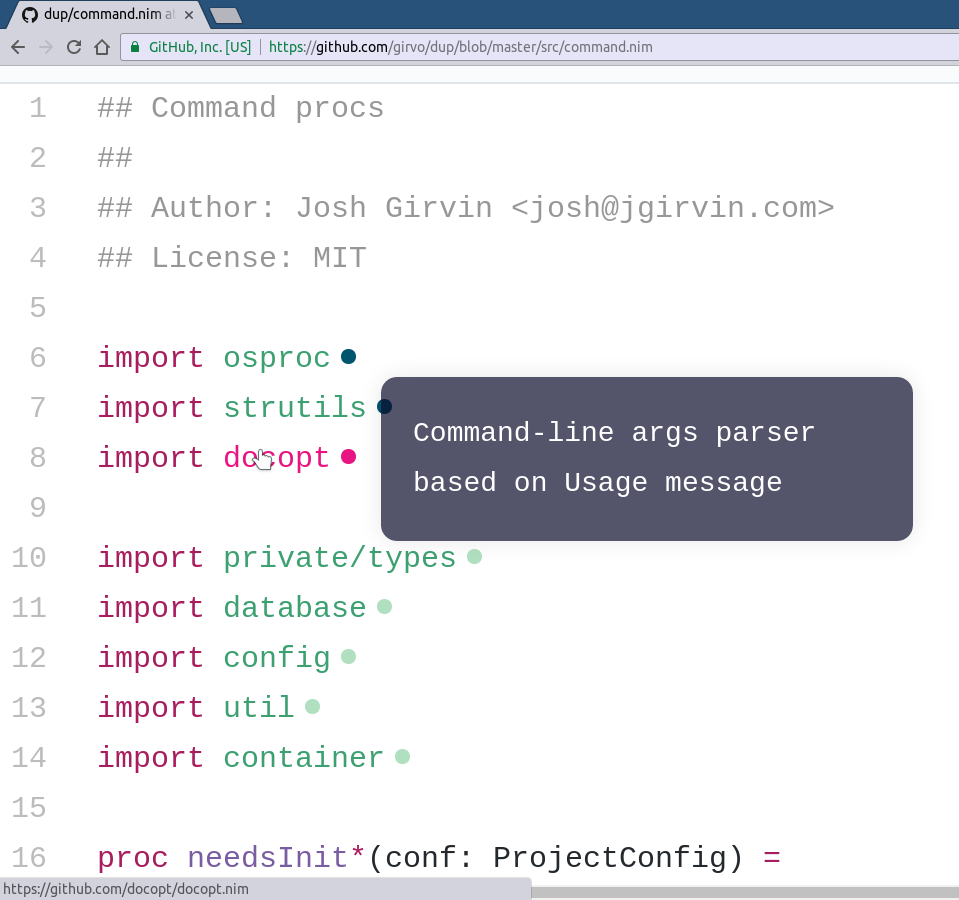 dup/command.nim at
GitHub, Inc. [US] https://github.com/girvo/dup/blob/master/src/command.nim
1 ## Command procs
2 ##
3 ## Author: Josh Girvin <josh@jgirvin.com>
4 ## License: MIT
5
6 import osproc
7 import strutils
8 import docopt
Command-line args parser
based on Usage message
9
10 import private/types
11 import database
12 import config
13 import util
14 import container
15
16 proc needsInit*(conf: ProjectConfig) =
https://github.com/docopt/docopt.nim